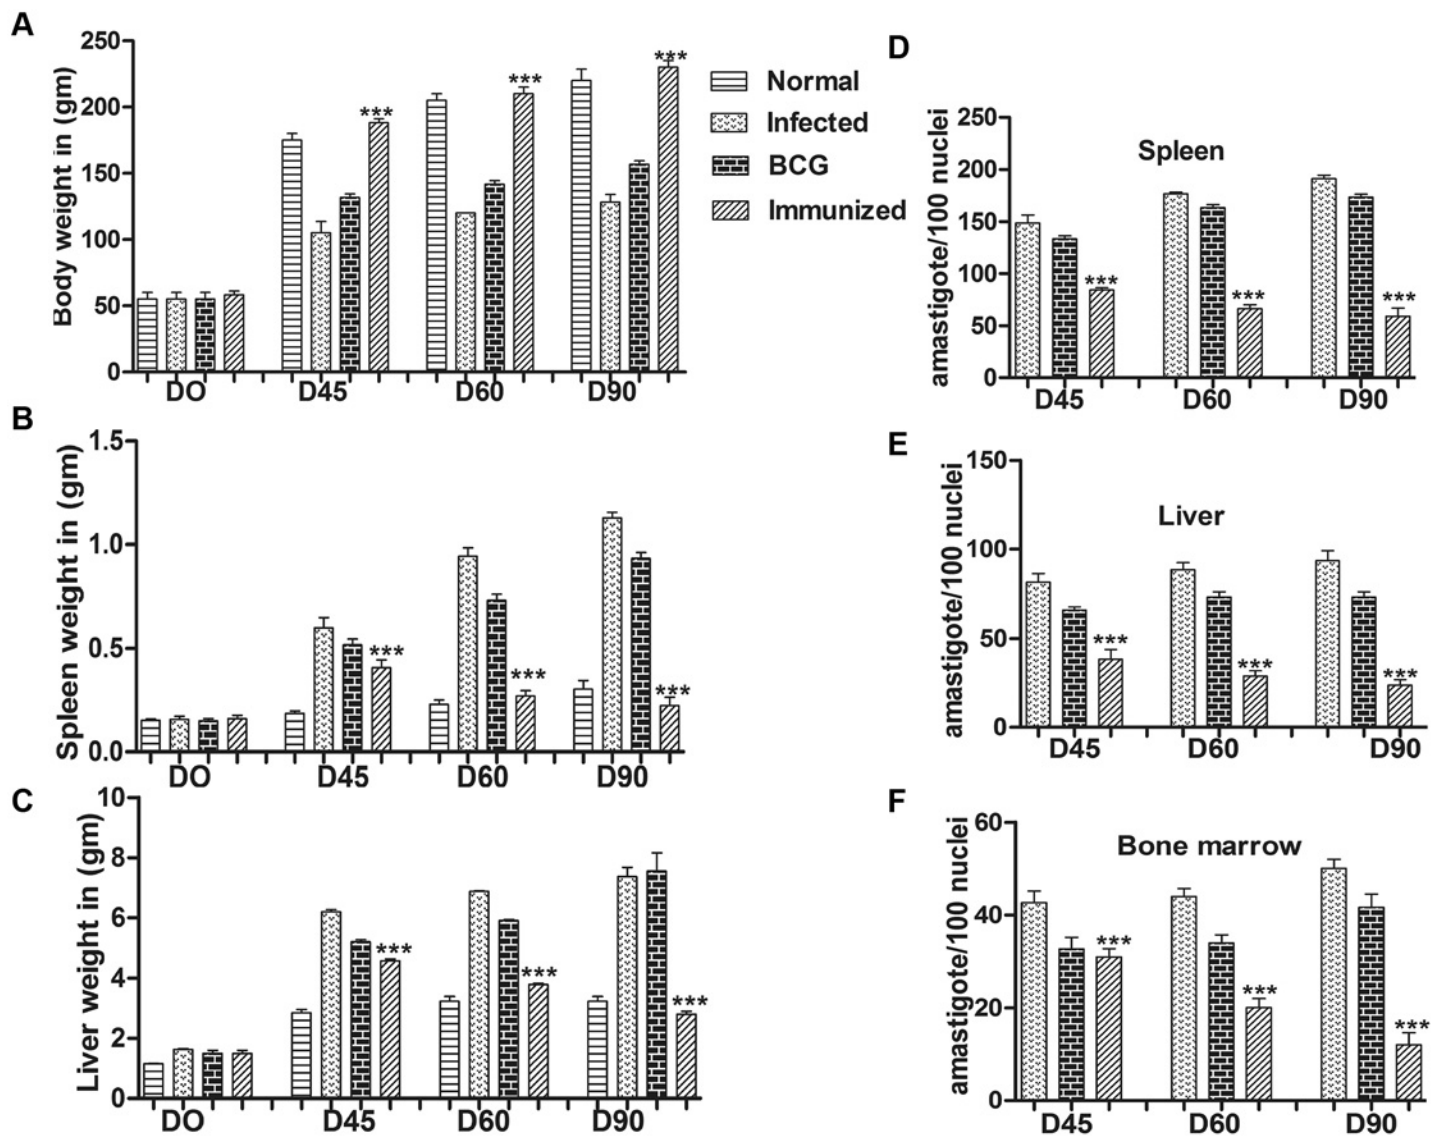 A
Body weight in (gm)
250
200
150
100
50
0
***
***
***
DO
D45
D60
D90
Normal
Infected
BCG
Immunized
B
Spleen weight in (gm)
1.5
1.0
0.5
0.0
***
***
***
DO
D45
D60
D90
C
Liver weight in (gm)
10
8
6
4
2
0
***
***
***
DO
D45
D60
D90
D
amastigote/100 nuclei
Spleen
250
200
150
100
50
0
***
***
***
D45
D60
D90
E
amastigote/100 nuclei
Liver
150
100
50
0
***
***
***
D45
D60
D90
F
amastigote/100 nuclei
Bone marrow
60
40
20
0
***
***
***
D45
D60
D90